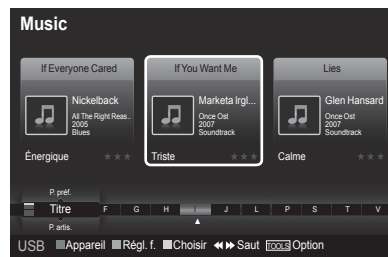 Music
If Everyone Cared
If You Want Me
Lies
Nickelback
All The Right Reas..
2005
Blues
Énergique
Marketa Irgl...
Once Ost
2007
Soundtrack
Triste
Glen Hansard
Once Ost
2007
Soundtrack
Calme
P. préf.
Titre F G H I J L P S T V
P. artis.
USB Appareil Régl. f. Choisir Saut TOOLS Option